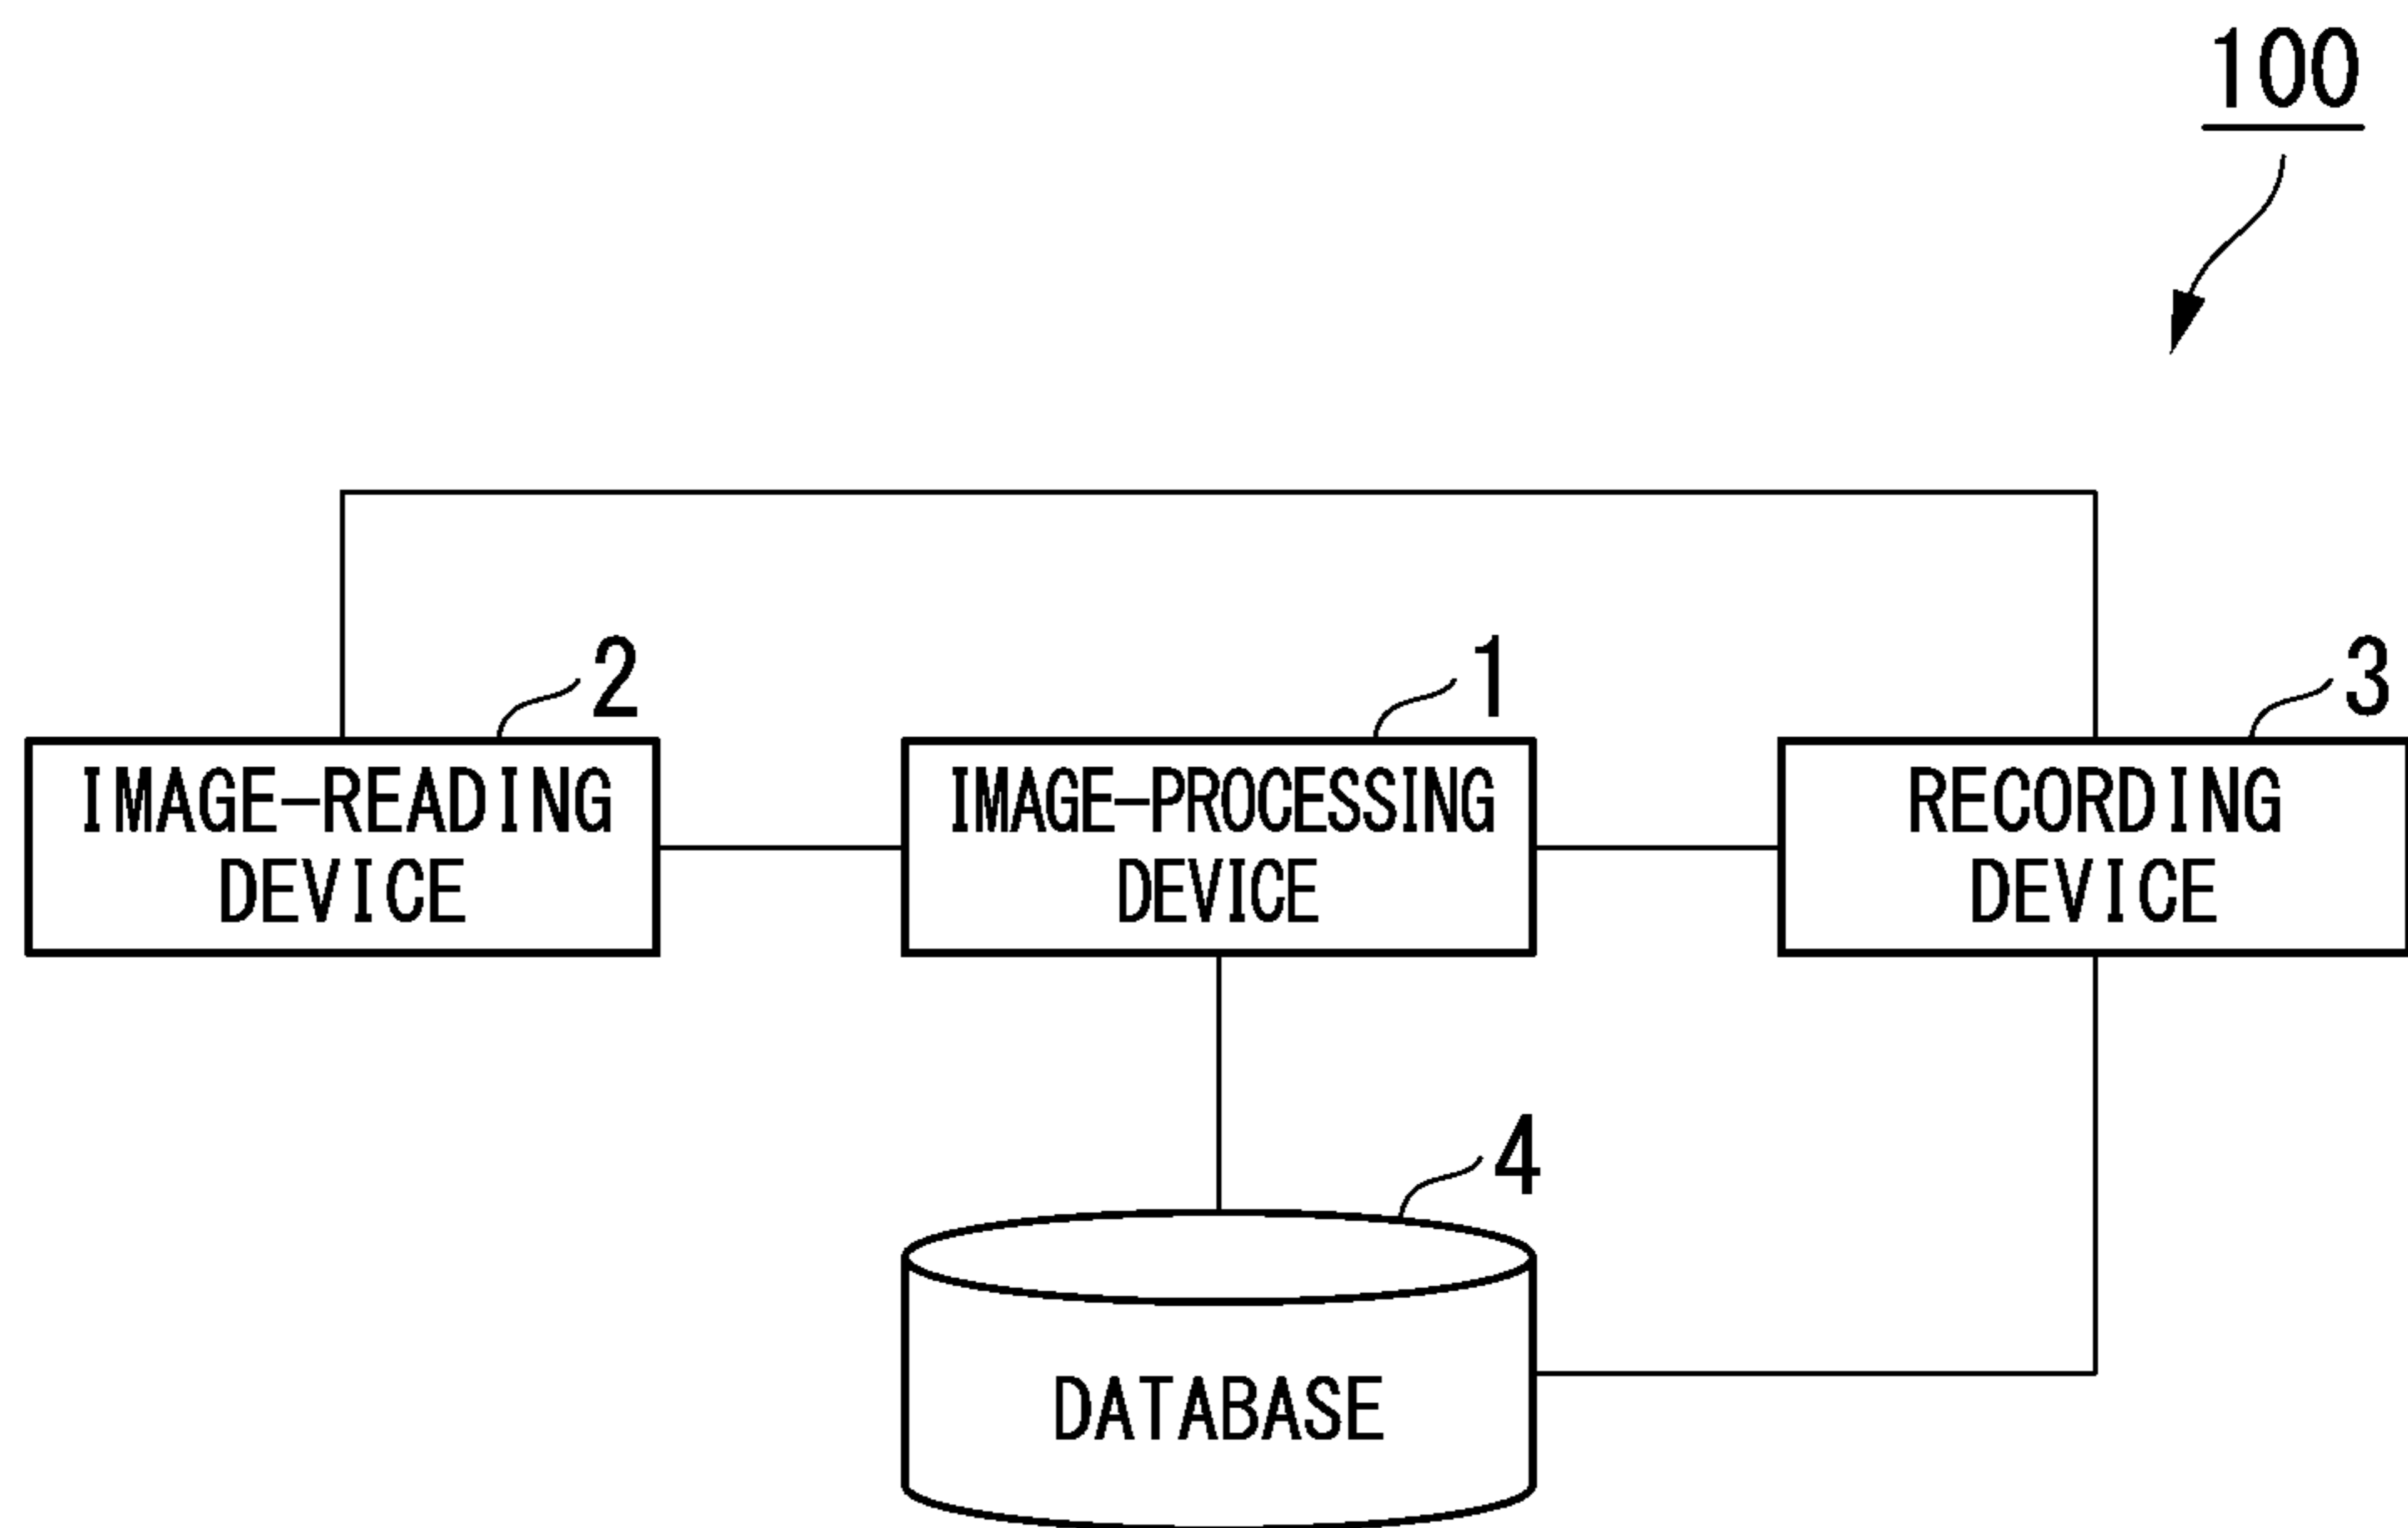 100
2
1
3
IMAGE-READING
DEVICE
IMAGE-PROCESSING
DEVICE
RECORDING
DEVICE
4
DATABASE